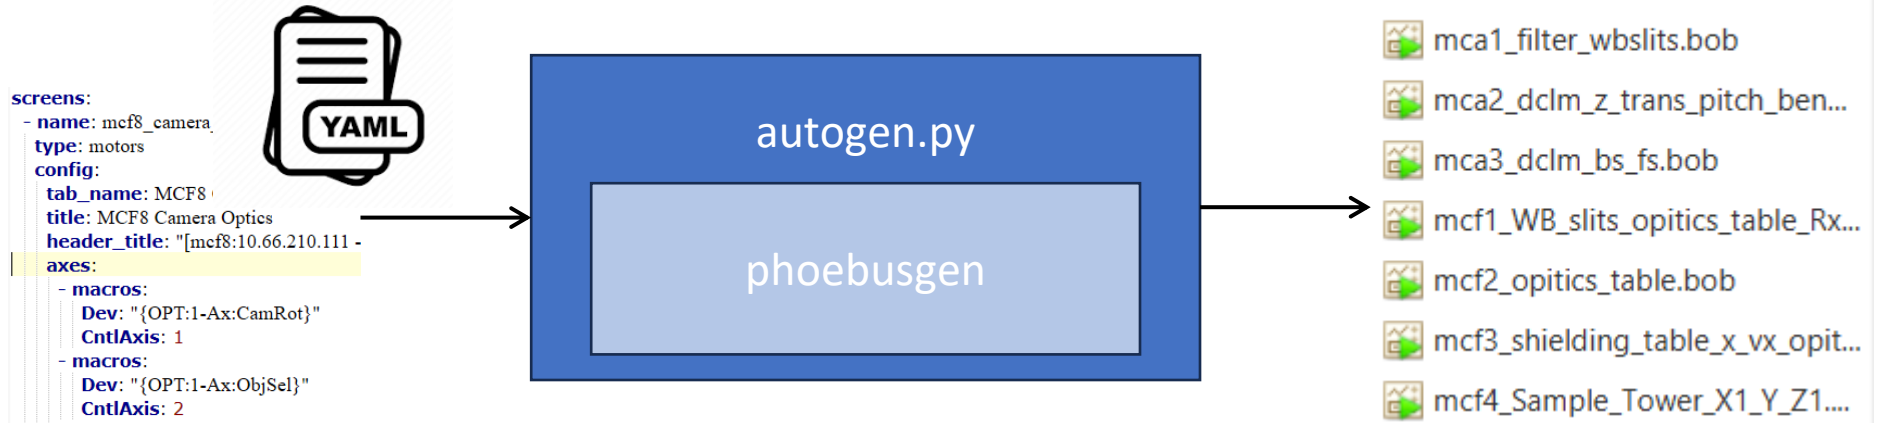 screens:
- name: mcf8_camera_
type: motors
config:
tab_name: MCF8
title: MCF8 Camera Optics
header_title: "[mcf8:10.66.210.111 -
axes:
- macros:
Dev: "{OPT:1-Ax:CamRot}"
CntlAxis: 1
- macros:
Dev: "{OPT:1-Ax:ObjSel}"
CntlAxis: 2
YAML
autogen.py
phoebusgen
mca1_filter_wbslits.bob
mca2_dclm_z_trans_pitch_ben...
mca3_dclm_bs_fs.bob
mcf1_WB_slits_opitics_table_Rx...
mcf2_opitics_table.bob
mcf3_shielding_table_x_vx_opit...
mcf4_Sample_Tower_X1_Y_Z1....